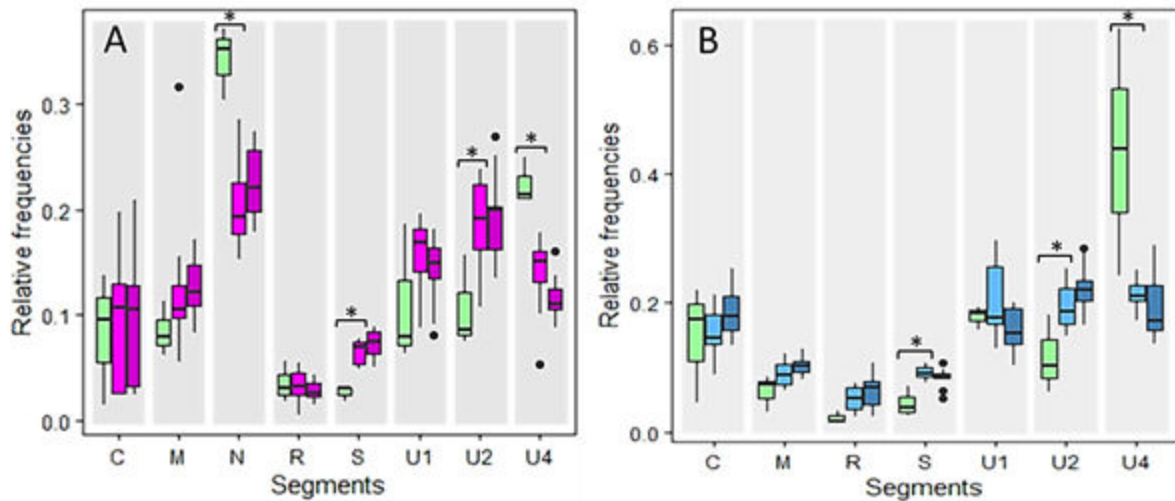 A
Relative frequencies
0.3
0.2
0.1
0.0
* * * *
C M N R S U1 U2 U4
Segments
B
Relative frequencies
0.6
0.4
0.2
0.0
* * *
C M R S U1 U2 U4
Segments